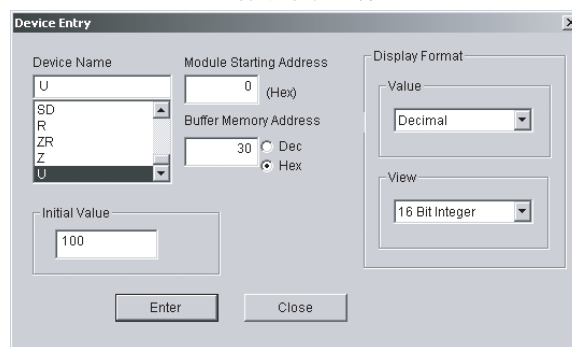 Device Entry
Device Name
U
SD
R
ZR
Z
U
Module Starting Address
0 (Hex)
Buffer Memory Address
30
Dec
Hex
Initial Value
100
Display Format
Value
Decimal
View
16 Bit Integer
Enter
Close